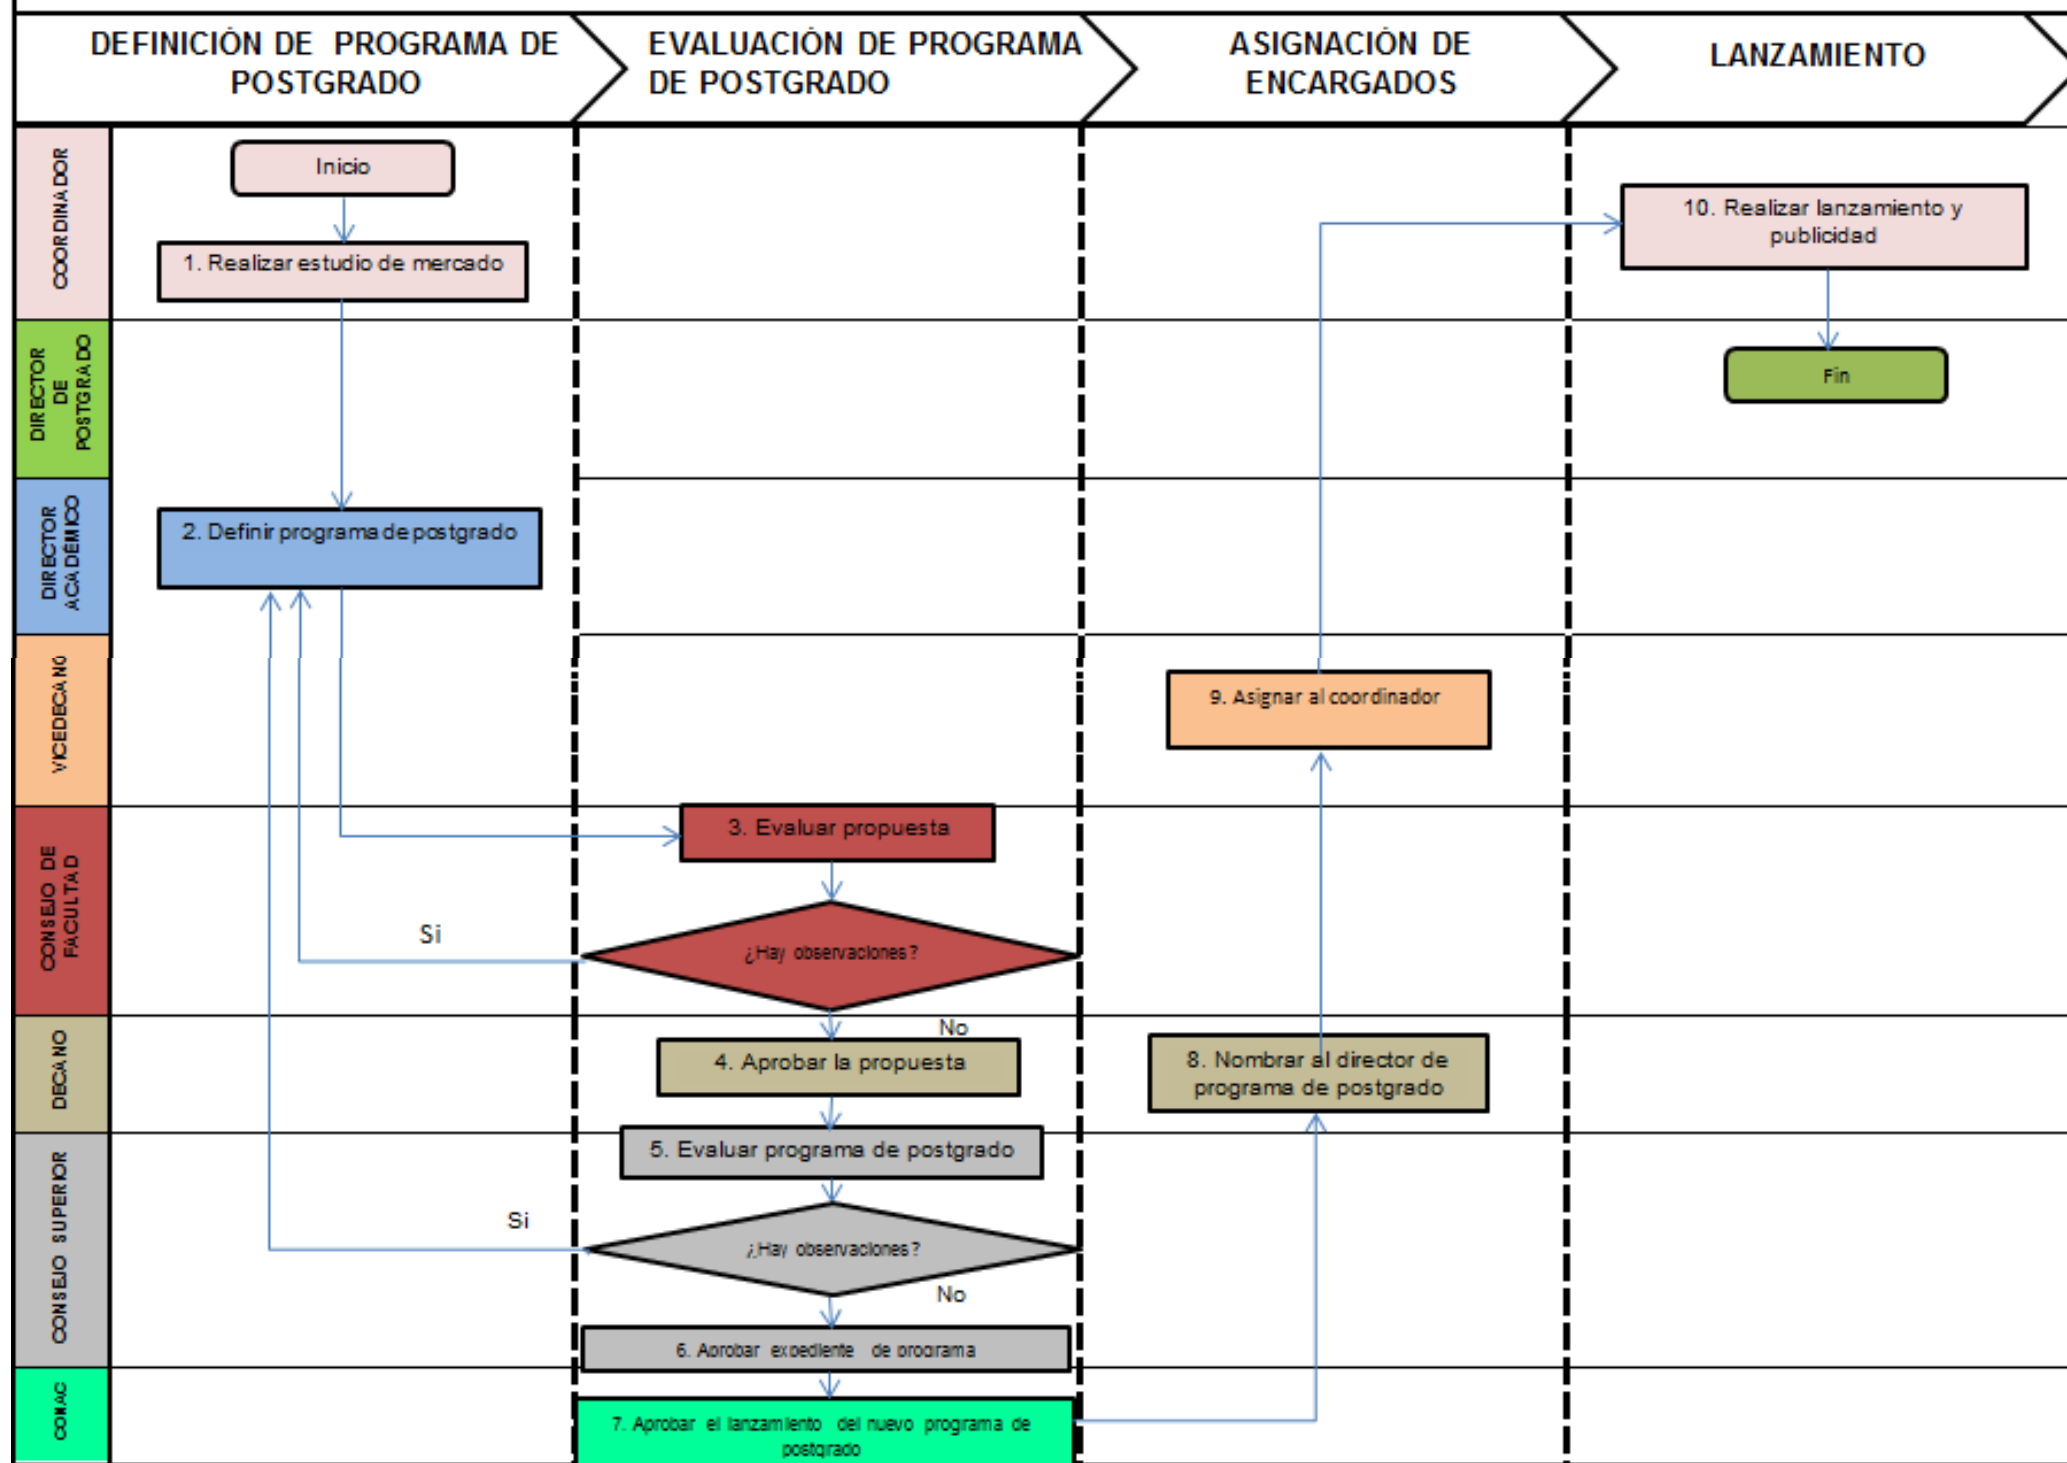 DEFINICIÓN DE PROGRAMA DE
POSTGRADO
EVALUACIÓN DE PROGRAMA
DE POSTGRADO
ASIGNACIÓN DE
ENCARGADOS
LANZAMIENTO
COORDINADOR
Inicio
1. Realizar estudio de mercado
10. Realizar lanzamiento y
publicidad
DIRECTOR
DE
POSTGRADO
Fin
DIRECTOR
ACADÉMICO
2. Definir programa de postgrado
VICEDECANO
9. Asignar al coordinador
CONSEJO DE
FACULTAD
3. Evaluar propuesta
Si
¿Hay observaciones?
No
DECANO
4. Aprobar la propuesta
8. Nombrar al director de
programa de postgrado
CONSEJO SUPERIOR
5. Evaluar programa de postgrado
Si
¿Hay observaciones?
No
6. Aprobar expediente de programa
CONAC
7. Aprobar el lanzamiento del nuevo programa de
postgrado